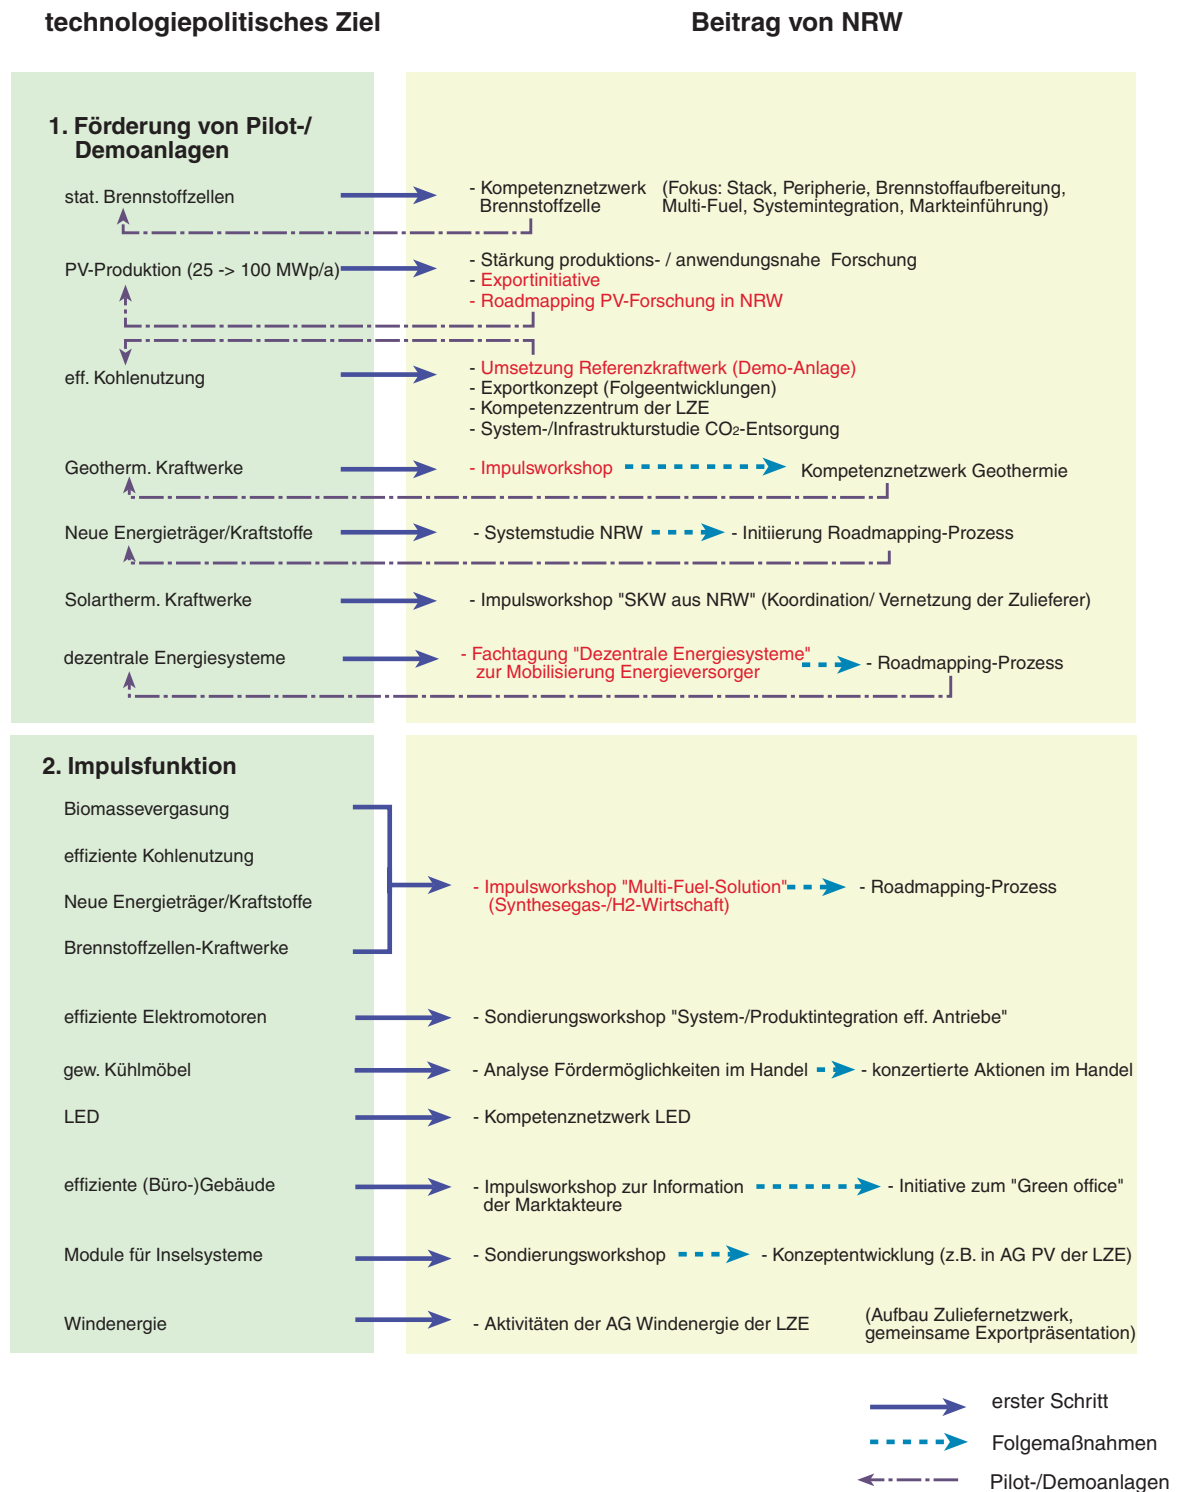 technologiepolitisches Ziel
Beitrag von NRW
1. Förderung von Pilot-/
Demoanlagen
stat. Brennstoffzellen
- Kompetenznetzwerk (Fokus: Stack, Peripherie, Brennstoffaufbereitung,
Brennstoffzelle Multi-Fuel, Systemintegration, Markteinführung)
PV-Produktion (25 -> 100 MWp/a)
- Stärkung produktions- / anwendungsnahe Forschung
- Exportinitiative
- Roadmapping PV-Forschung in NRW
eff. Kohlenutzung
- Umsetzung Referenzkraftwerk (Demo-Anlage)
- Exportkonzept (Folgeentwicklungen)
- Kompetenzzentrum der LZE
- System-/Infrastrukturstudie CO2-Entsorgung
Geotherm. Kraftwerke
- Impulsworkshop
Kompetenznetzwerk Geothermie
Neue Energieträger/Kraftstoffe
- Systemstudie NRW
- Initiierung Roadmapping-Prozess
Solartherm. Kraftwerke
- Impulsworkshop "SKW aus NRW" (Koordination/ Vernetzung der Zulieferer)
dezentrale Energiesysteme
- Fachtagung "Dezentrale Energiesysteme"
zur Mobilisierung Energieversorger
- Roadmapping-Prozess
2. Impulsfunktion
Biomassevergasung
effiziente Kohlenutzung
Neue Energieträger/Kraftstoffe
Brennstoffzellen-Kraftwerke
- Impulsworkshop "Multi-Fuel-Solution"
(Synthesegas-/H2-Wirtschaft)
- Roadmapping-Prozess
effiziente Elektromotoren
- Sondierungsworkshop "System-/Produktintegration eff. Antriebe"
gew. Kühlmöbel
- Analyse Fördermöglichkeiten im Handel
- konzertierte Aktionen im Handel
LED
- Kompetenznetzwerk LED
effiziente (Büro-)Gebäude
- Impulsworkshop zur Information
der Marktakteure
- Initiative zum "Green office"
Module für Inselsysteme
- Sondierungsworkshop
- Konzeptentwicklung (z.B. in AG PV der LZE)
Windenergie
- Aktivitäten der AG Windenergie der LZE
(Aufbau Zuliefernetzwerk,
gemeinsame Exportpräsentation)
erster Schritt
Folgemaßnahmen
Pilot-/Demoanlagen